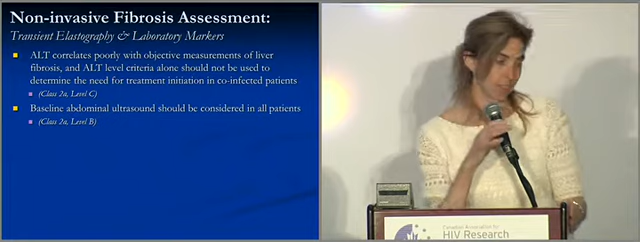 Non-invasive Fibrosis Assessment:
Transient Elastography & Laboratory Markers
ALT correlates poorly with objective measurements of liver
fibrosis, and ALT level criteria alone should not be used to
determine the need for treatment initiation in co-infected patients
(Class 2a, Level C)
Baseline abdominal ultrasound should be considered in all patients
(Class 2a, Level B)
Canadian Association for
HIV Research